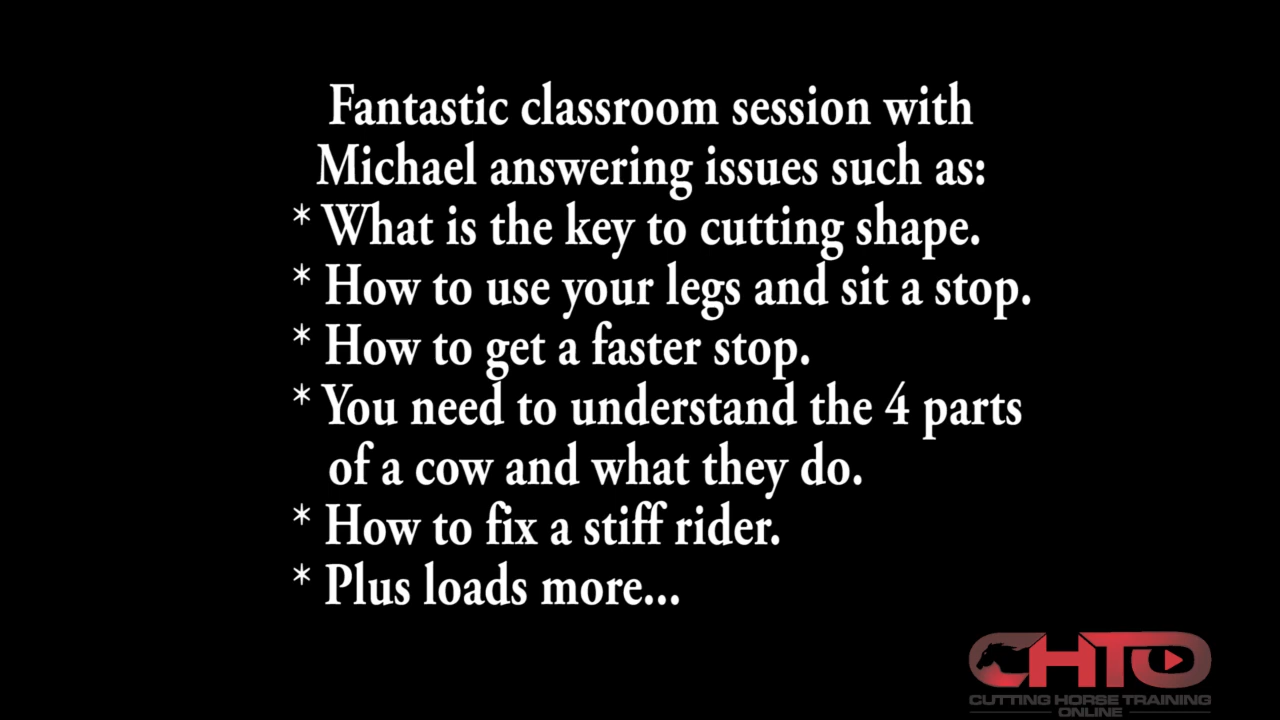 Fantastic classroom session with
Michael answering issues such as:
* What is the key to cutting shape.
* How to use your legs and sit a stop.
* How to get a faster stop.
* You need to understand the 4 parts
of a cow and what they do.
* How to fix a stiff rider.
* Plus loads more...
CHTO
CUTTING HORSE TRAINING
ONLINE